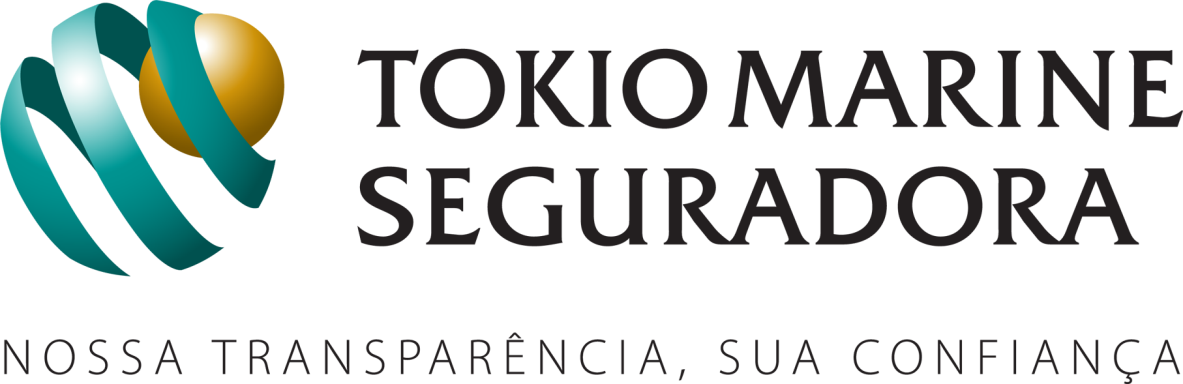 TOKIO MARINE
SEGURADORA
NOSSA TRANSPARÊNCIA, SUA CONFIANÇA